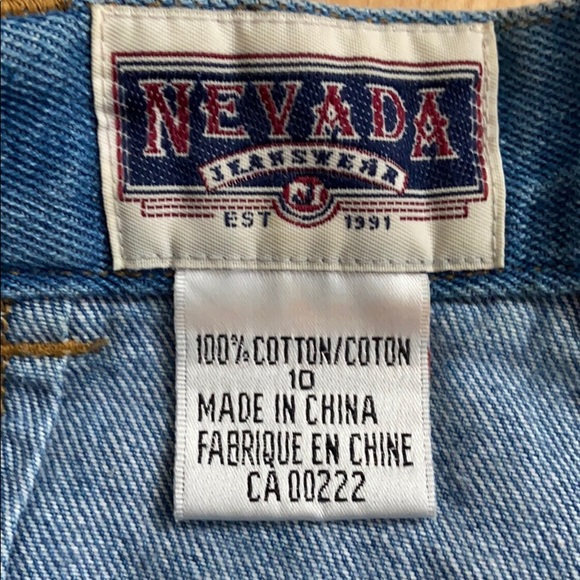 NEVADA
JEANSWEAR
NJ
EST 1991
100% COTTON/COTON
10
MADE IN CHINA
FABRIQUE EN CHINE
CA 00222